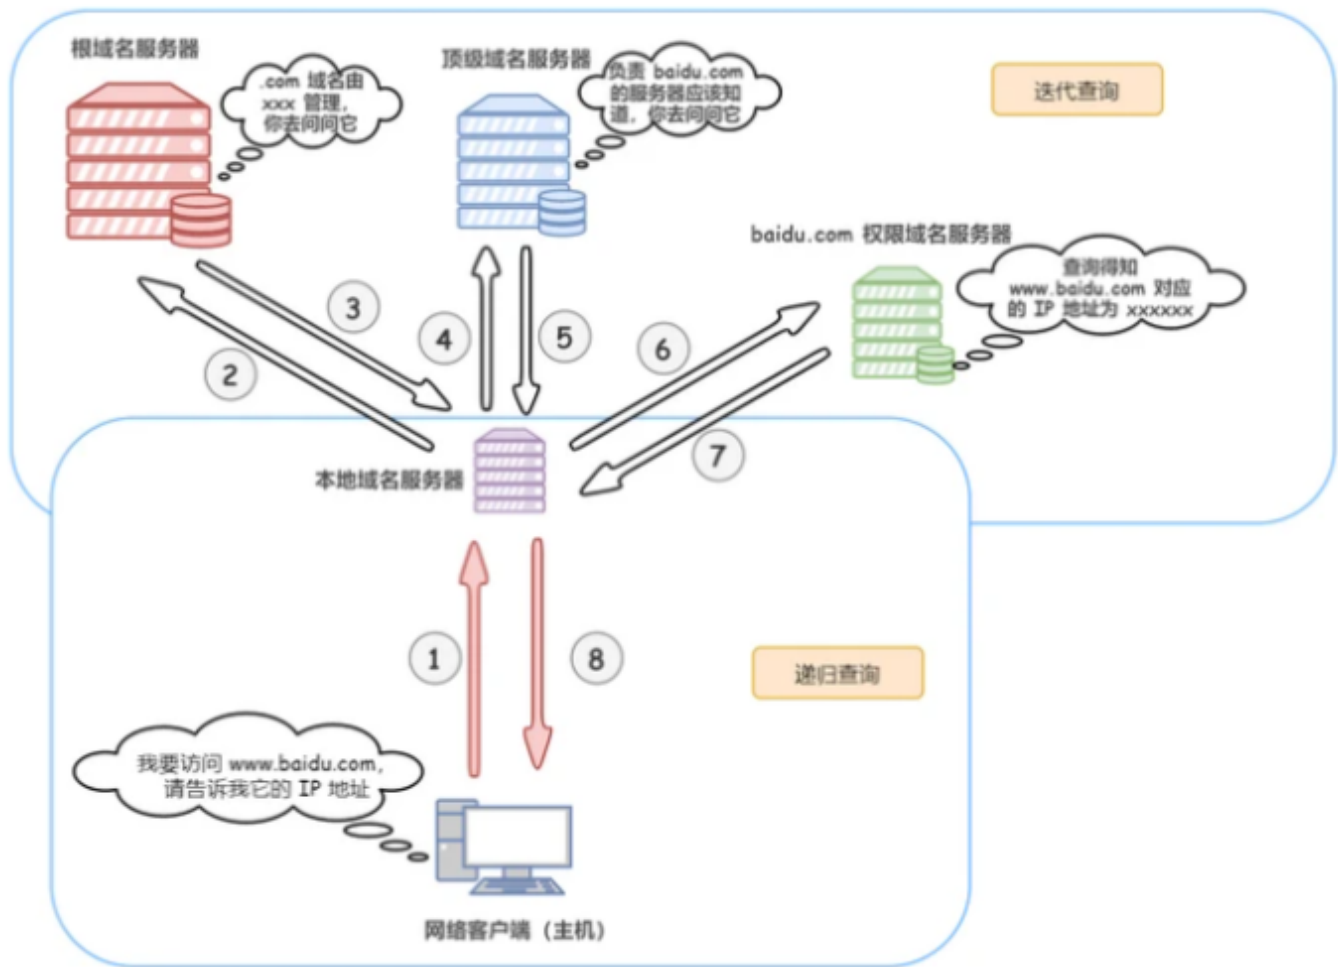 根域名服务器
.com 域名由
xxx 管理，
你去问问它
顶级域名服务器
负责 baidu.com
的服务器应该知
道，你去问问它
迭代查询
baidu.com 权限域名服务器
查询得知
www.baidu.com 对应
的 IP 地址为 xxxxxx
3
2
4
5
6
7
本地域名服务器
1
8
递归查询
我要访问 www.baidu.com,
请告诉我它的 IP 地址
网络客户端（主机）